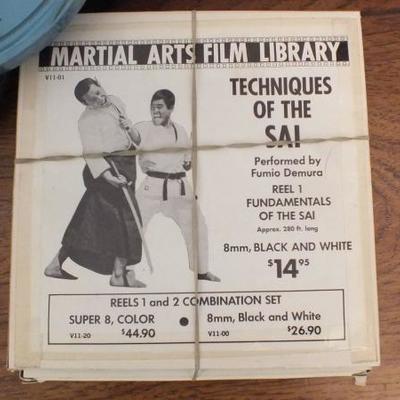 MARTIAL ARTS FILM LIBRARY
V11-01
TECHNIQUES
OF THE
SAI
Performed by
Fumio Demura
REEL 1
FUNDAMENTALS
OF THE SAI
Approx. 280 ft. long
8mm, BLACK AND WHITE
$14.95
REELS 1 and 2 COMBINATION SET
SUPER 8, COLOR • 8mm, Black and White
V11-20 $44.90 V11-00 $26.90